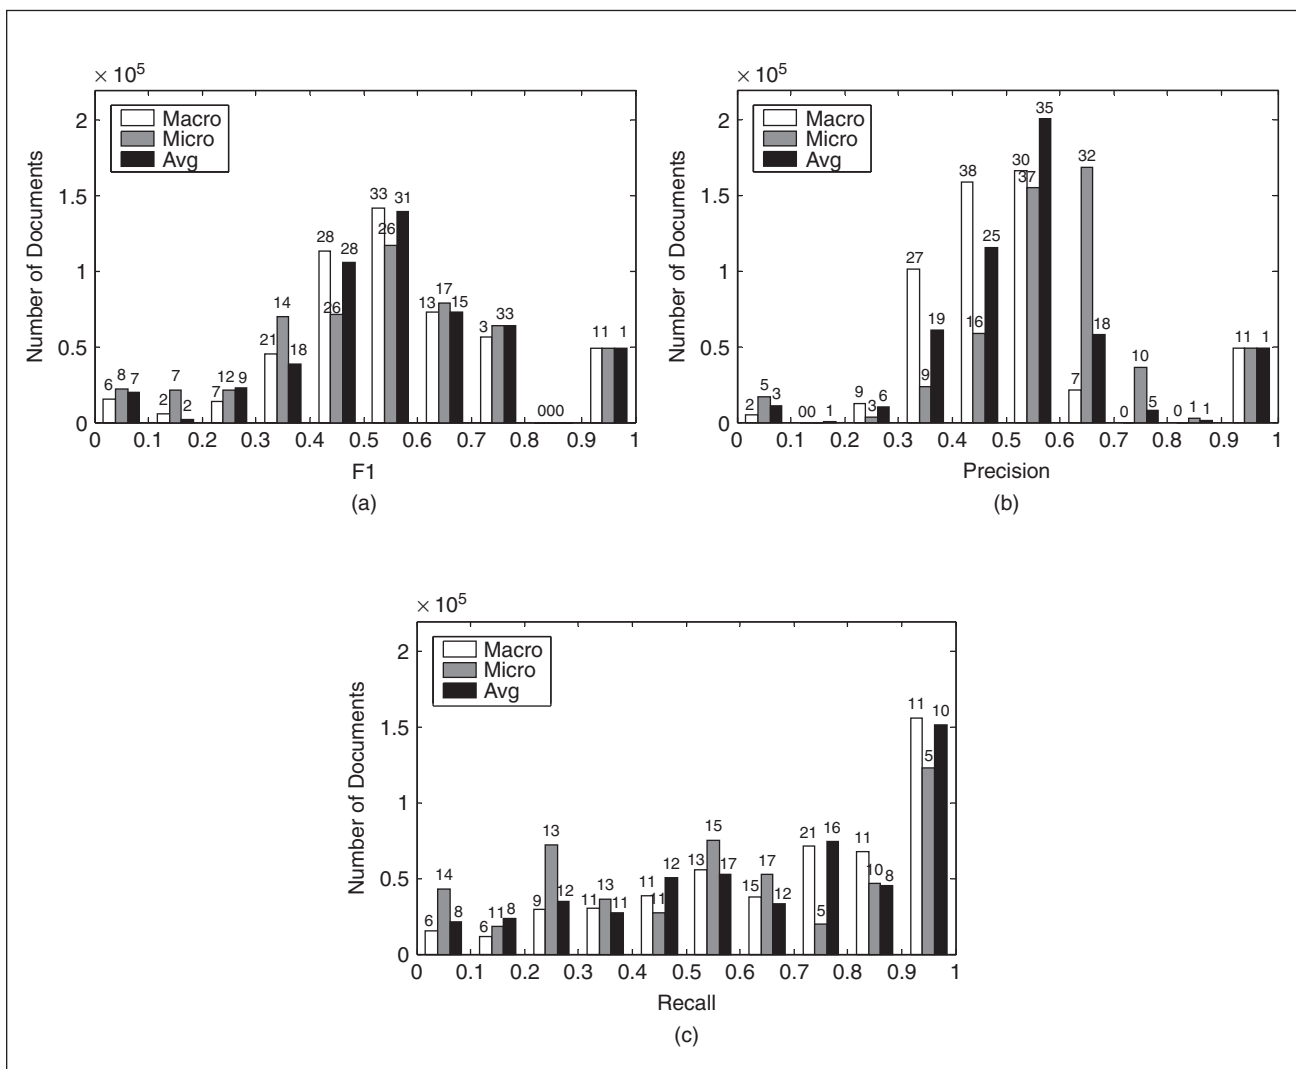 × 10⁵
Macro
Micro
Avg
Number of Documents
2
1.5
1
0.5
0
6 8 7 2 7 2 7 12 9 21 14 18 28 26 28 33 26 31 13 17 15 3 33 000 11 1
0 0.1 0.2 0.3 0.4 0.5 0.6 0.7 0.8 0.9 1
F1
(a)
× 10⁵
Macro
Micro
Avg
Number of Documents
2
1.5
1
0.5
0
2 5 3 00 1 9 3 6 27 9 19 38 16 25 30 37 35 7 32 18 0 10 5 0 1 1 11 1
0 0.1 0.2 0.3 0.4 0.5 0.6 0.7 0.8 0.9 1
Precision
(b)
× 10⁵
Macro
Micro
Avg
Number of Documents
2
1.5
1
0.5
0
6 14 8 6 11 8 9 13 12 11 13 11 11 11 12 13 15 17 15 17 12 21 5 16 11 10 8 11 5 10
0 0.1 0.2 0.3 0.4 0.5 0.6 0.7 0.8 0.9 1
Recall
(c)